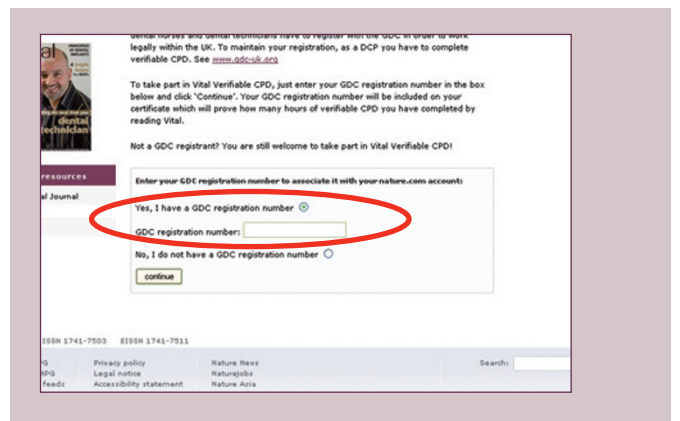 dental nurses and dental technicians have to register with the GDC in order to work
legally within the UK. To maintain your registration, as a DCP you have to complete
verifiable CPD. See www.gdc-uk.org
To take part in Vital Verifiable CPD, just enter your GDC registration number in the box
below and click 'Continue'. Your GDC registration number will be included on your
certificate which will prove how many hours of verifiable CPD you have completed by
reading Vital.
Not a GDC registrant? You are still welcome to take part in Vital Verifiable CPD!
al
dental
technician
resources
al Journal
Enter your GDC registration number to associate it with your nature.com account:
Yes, I have a GDC registration number
GDC registration number:
No, I do not have a GDC registration number
continue
ISSN 1741-7503 EISSN 1741-7511
Privacy policy Nature News Search:
NPG Legal notice Naturejobs
feeds Accessibility statement Nature Asia